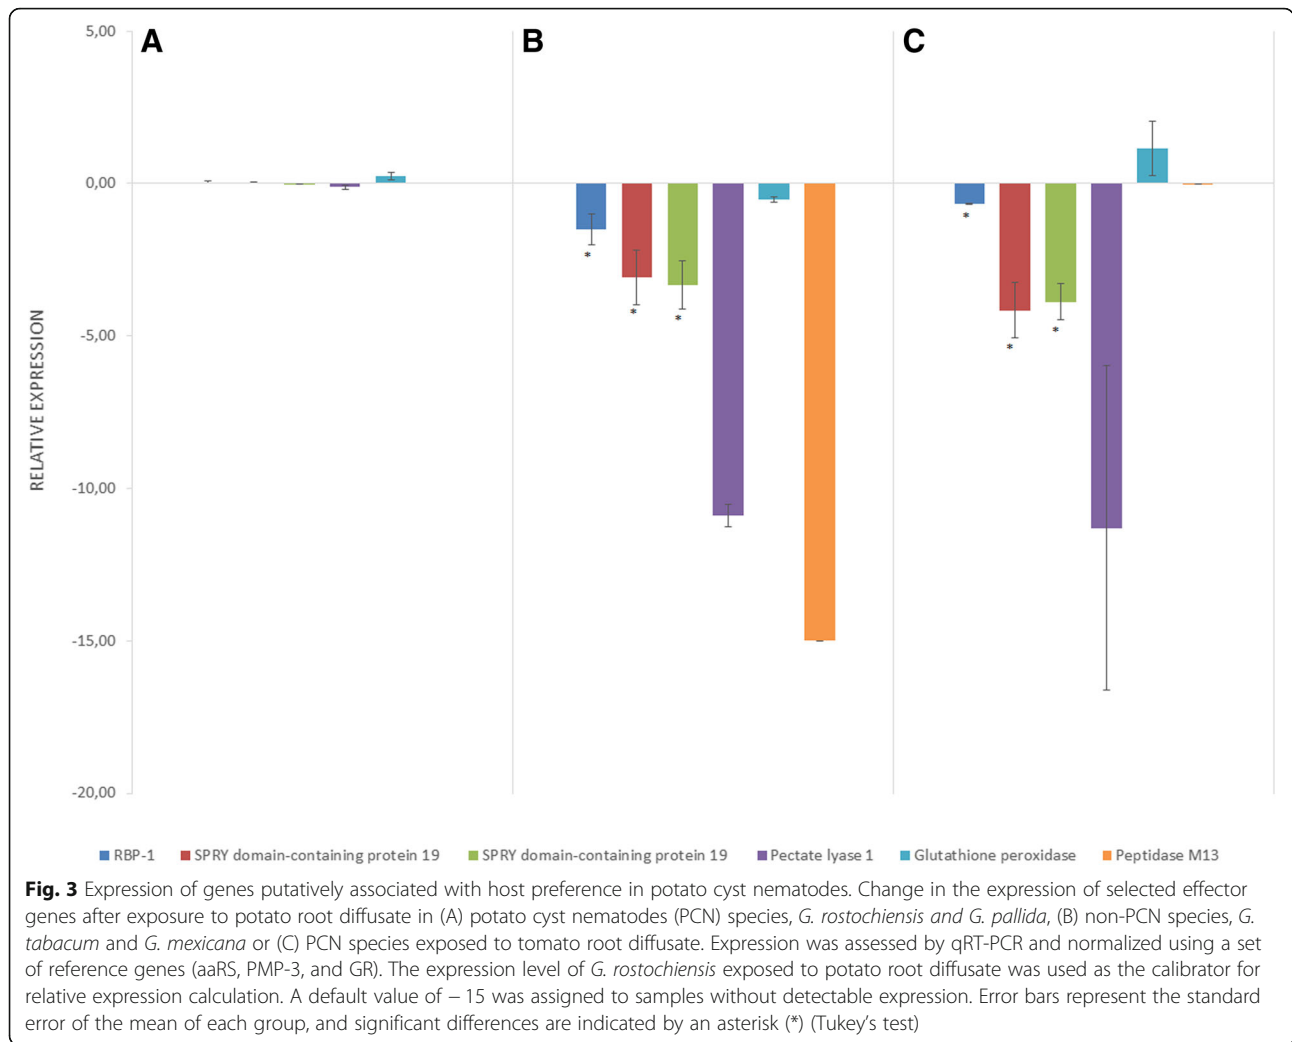 A
B
C
5,00
0,00
-5,00
-10,00
-15,00
-20,00
RELATIVE EXPRESSION
*
*
*
*
*
*
RBP-1 SPRY domain-containing protein 19 SPRY domain-containing protein 19 Pectate lyase 1 Glutathione peroxidase Peptidase M13
Fig. 3 Expression of genes putatively associated with host preference in potato cyst nematodes. Change in the expression of selected effector
genes after exposure to potato root diffusate in (A) potato cyst nematodes (PCN) species, G. rostochiensis and G. pallida, (B) non-PCN species, G.
tabacum and G. mexicana or (C) PCN species exposed to tomato root diffusate. Expression was assessed by qRT-PCR and normalized using a set
of reference genes (aaRS, PMP-3, and GR). The expression level of G. rostochiensis exposed to potato root diffusate was used as the calibrator for
relative expression calculation. A default value of − 15 was assigned to samples without detectable expression. Error bars represent the standard
error of the mean of each group, and significant differences are indicated by an asterisk (*) (Tukey's test)